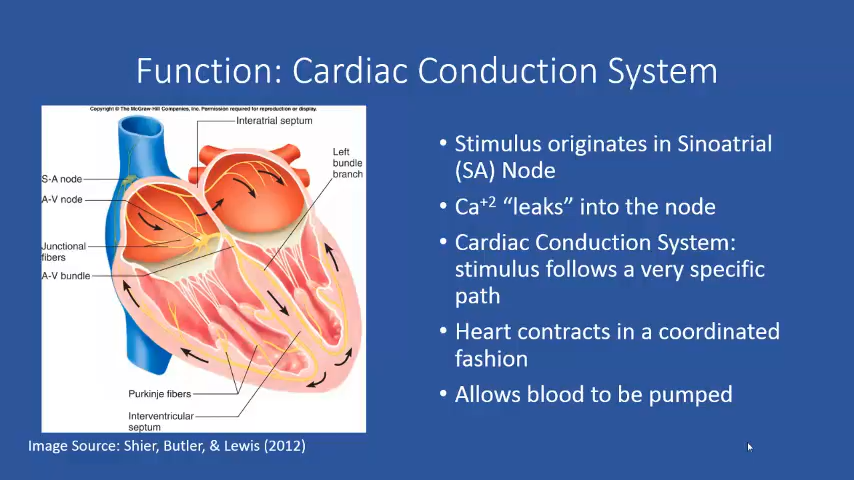 Function: Cardiac Conduction System
Copyright © The McGraw-Hill Companies, Inc. Permission required for reproduction or display.
Interatrial septum
Left
bundle
branch
S-A node
A-V node
Junctional
fibers
A-V bundle
Purkinje fibers
Interventricular
septum
Image Source: Shier, Butler, & Lewis (2012)
• Stimulus originates in Sinoatrial
(SA) Node
• Ca+2 “leaks” into the node
• Cardiac Conduction System:
stimulus follows a very specific
path
• Heart contracts in a coordinated
fashion
• Allows blood to be pumped